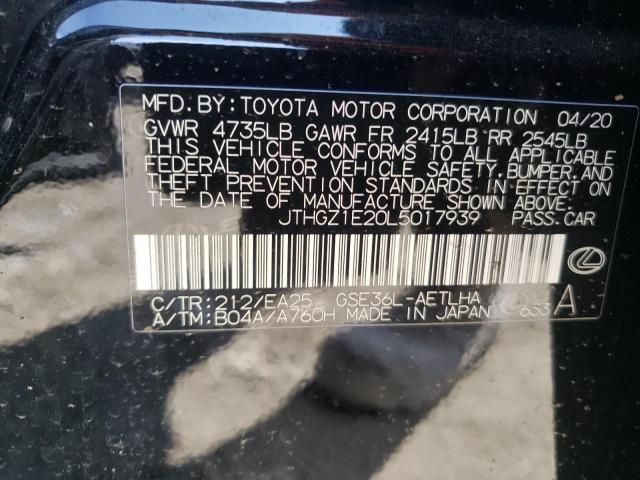 MFD. BY: TOYOTA MOTOR CORPORATION 04/20
GVWR 4735LB GAWR FR 2415LB RR 2545LB
THIS VEHICLE CONFORMS TO ALL APPLICABLE
FEDERAL MOTOR VEHICLE SAFETY, BUMPER, AND
THEFT PREVENTION STANDARDS IN EFFECT ON
THE DATE OF MANUFACTURE SHOWN ABOVE.
JTHGZ1E20L5017939 PASS. CAR
C/TR: 212/EA25 GSE36L-AETLHA
A/TM: B04A/A760H MADE IN JAPAN 653 A